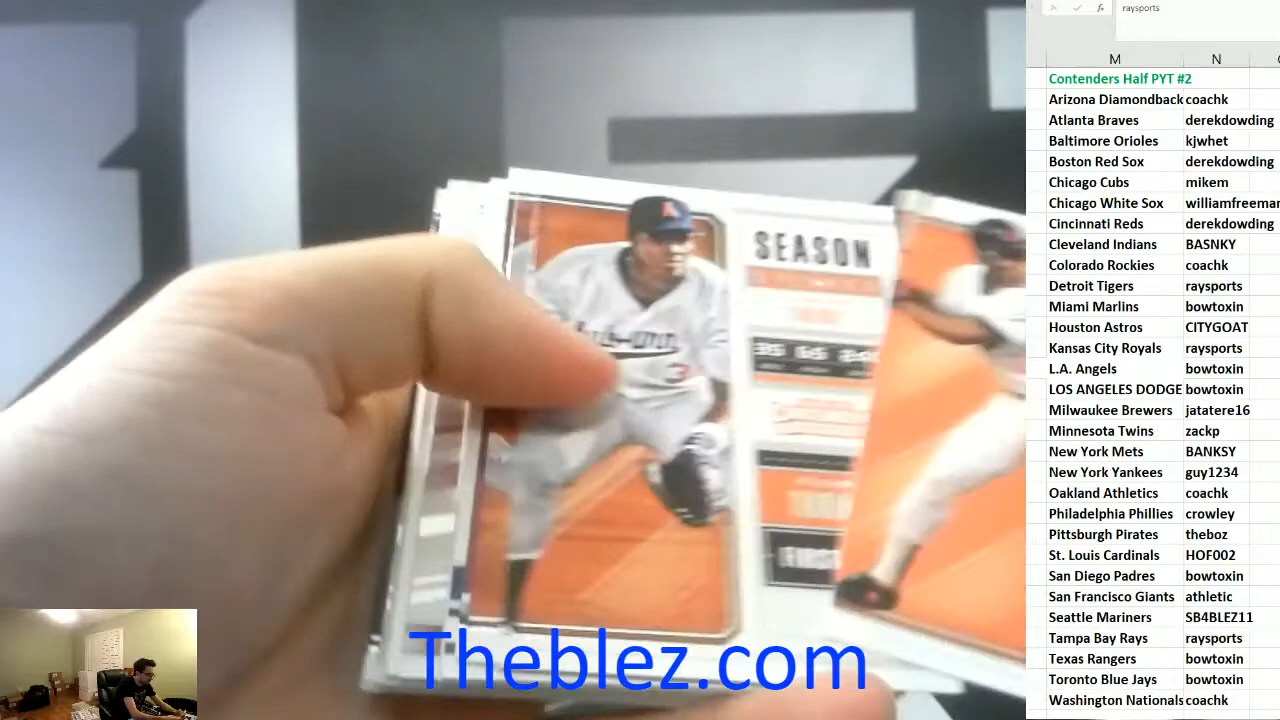 raysports
M N
Contenders Half PYT #2
Arizona Diamondback coachk
Atlanta Braves derekdowding
Baltimore Orioles kjwhet
Boston Red Sox derekdowding
Chicago Cubs mikem
Chicago White Sox williamfreeman
Cincinnati Reds derekdowding
Cleveland Indians BASNKY
Colorado Rockies coachk
Detroit Tigers raysports
Miami Marlins bowtoxin
Houston Astros CITYGOAT
Kansas City Royals raysports
L.A. Angels bowtoxin
LOS ANGELES DODGE bowtoxin
Milwaukee Brewers jatatere16
Minnesota Twins zackp
New York Mets BANKSY
New York Yankees guy1234
Oakland Athletics coachk
Philadelphia Phillies crowley
Pittsburgh Pirates theboz
St. Louis Cardinals HOF002
San Diego Padres bowtoxin
San Francisco Giants athletic
Seattle Mariners SB4BLEZ11
Tampa Bay Rays raysports
Texas Rangers bowtoxin
Toronto Blue Jays bowtoxin
Washington Nationals coachk
SEASON
A
Theblez.com